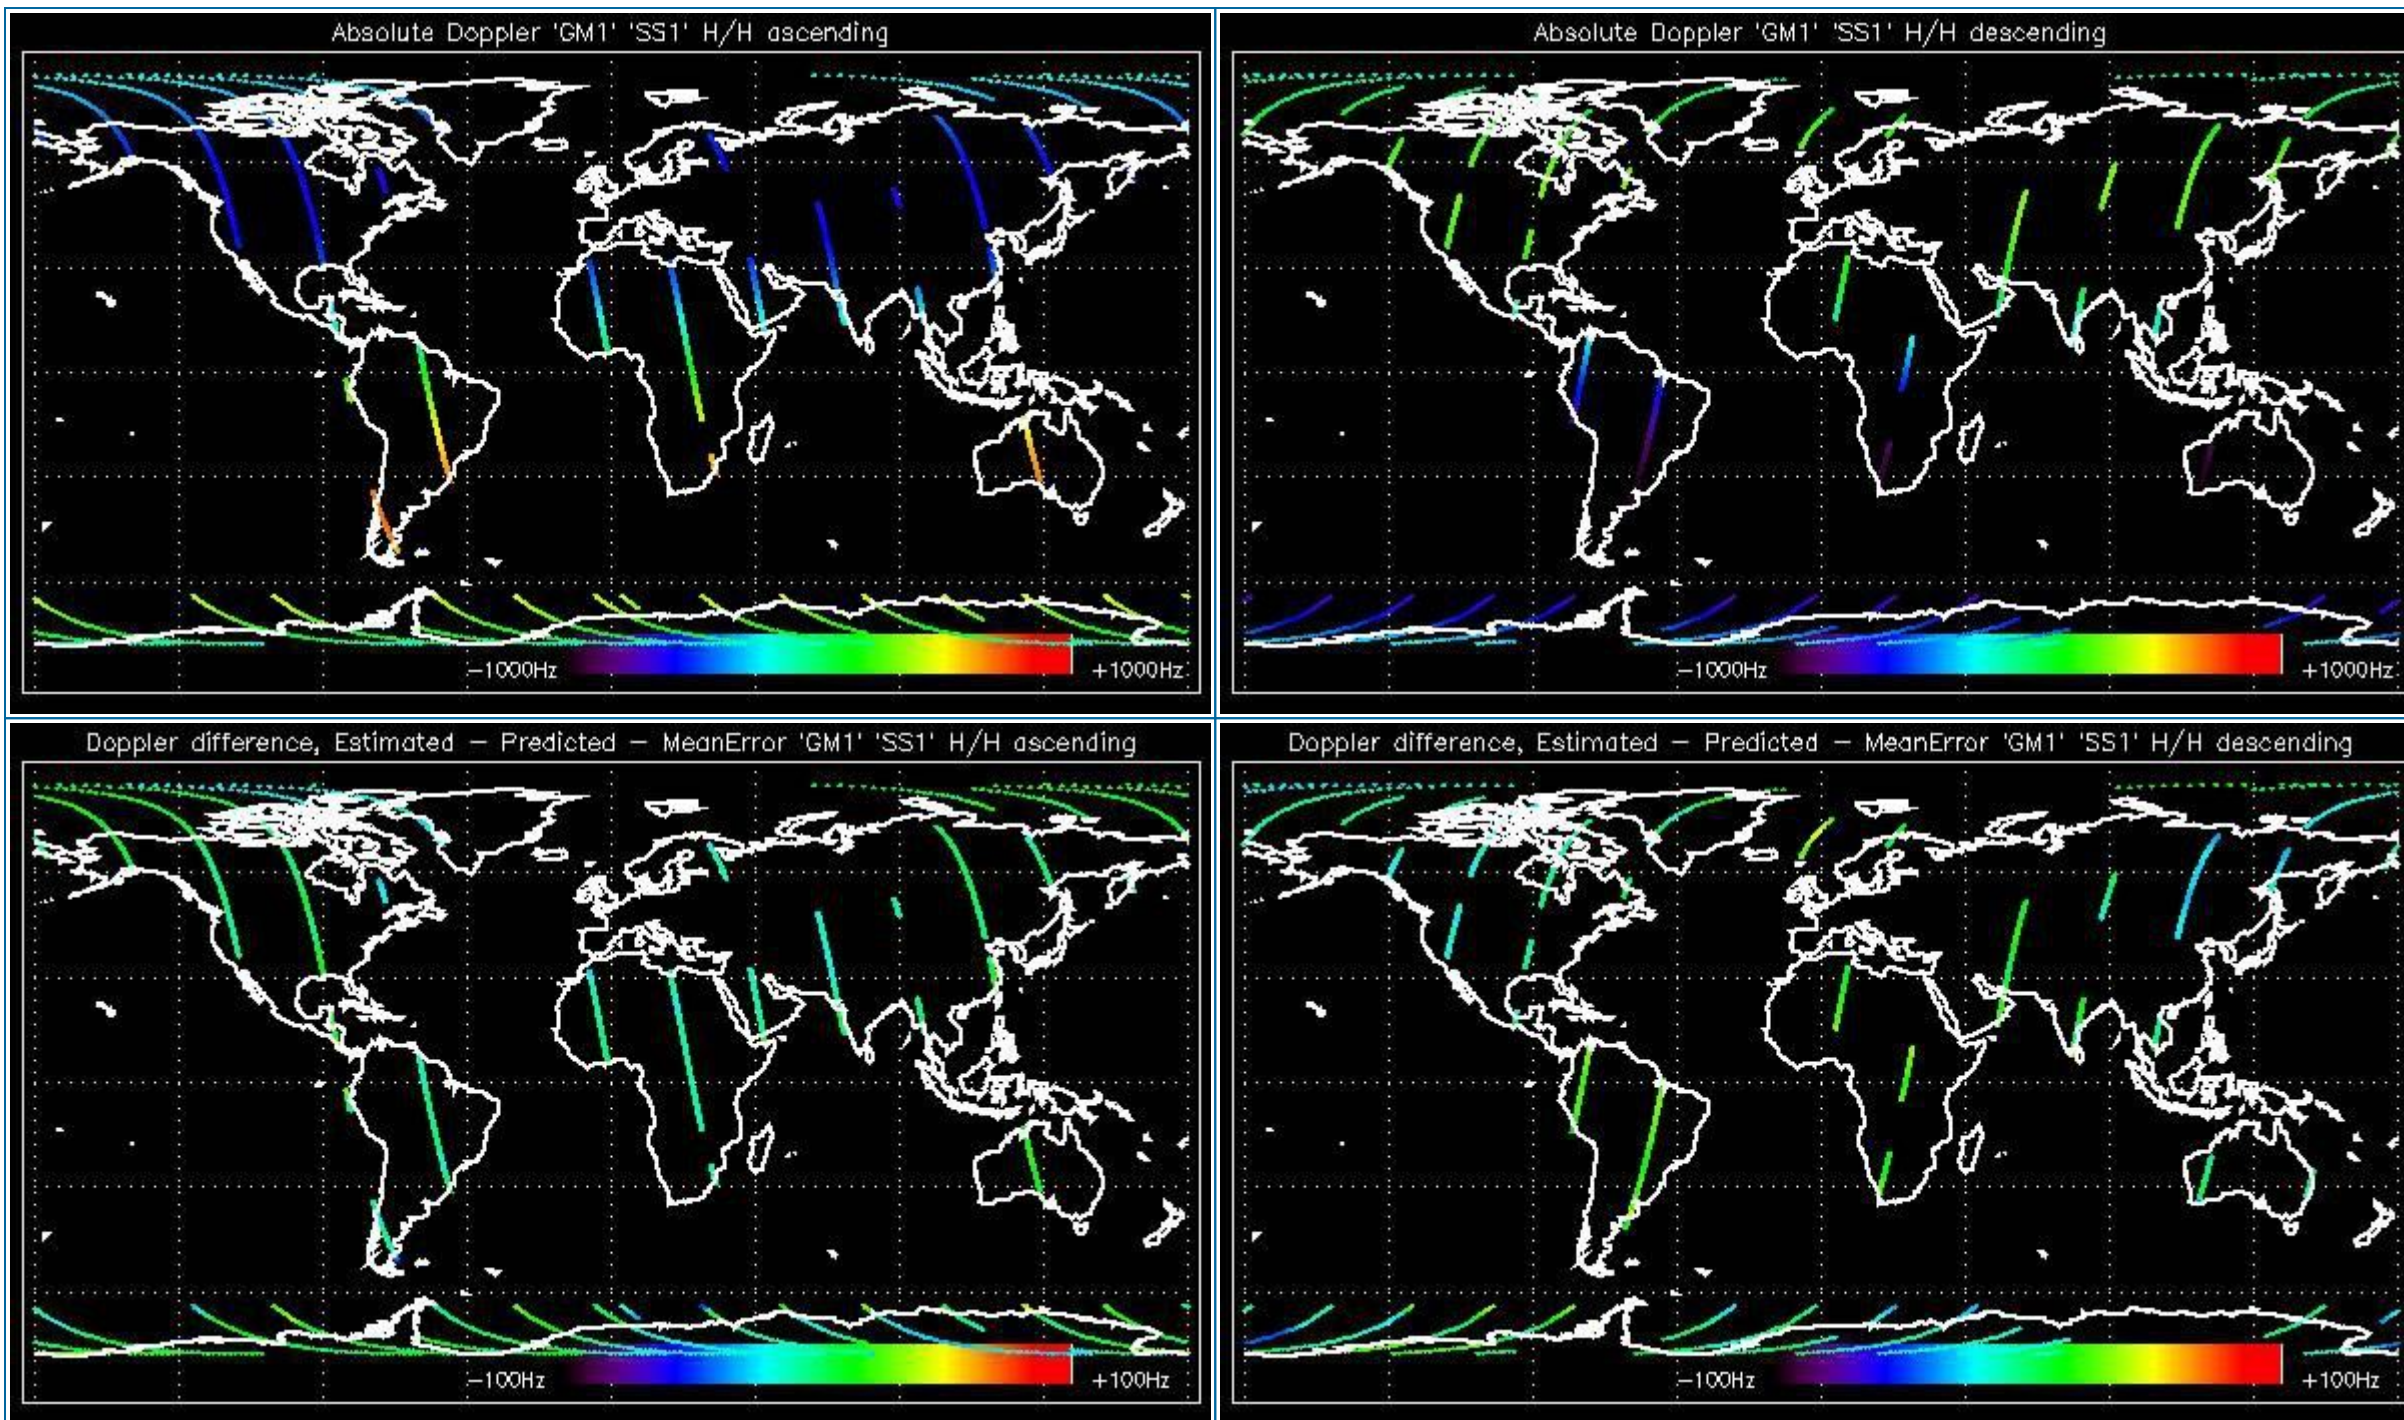 Absolute Doppler 'GM1' 'SS1' H/H ascending
−1000Hz
+1000Hz
Absolute Doppler 'GM1' 'SS1' H/H descending
−1000Hz
+1000Hz
Doppler difference, Estimated − Predicted − MeanError 'GM1' 'SS1' H/H ascending
−100Hz
+100Hz
Doppler difference, Estimated − Predicted − MeanError 'GM1' 'SS1' H/H descending
−100Hz
+100Hz